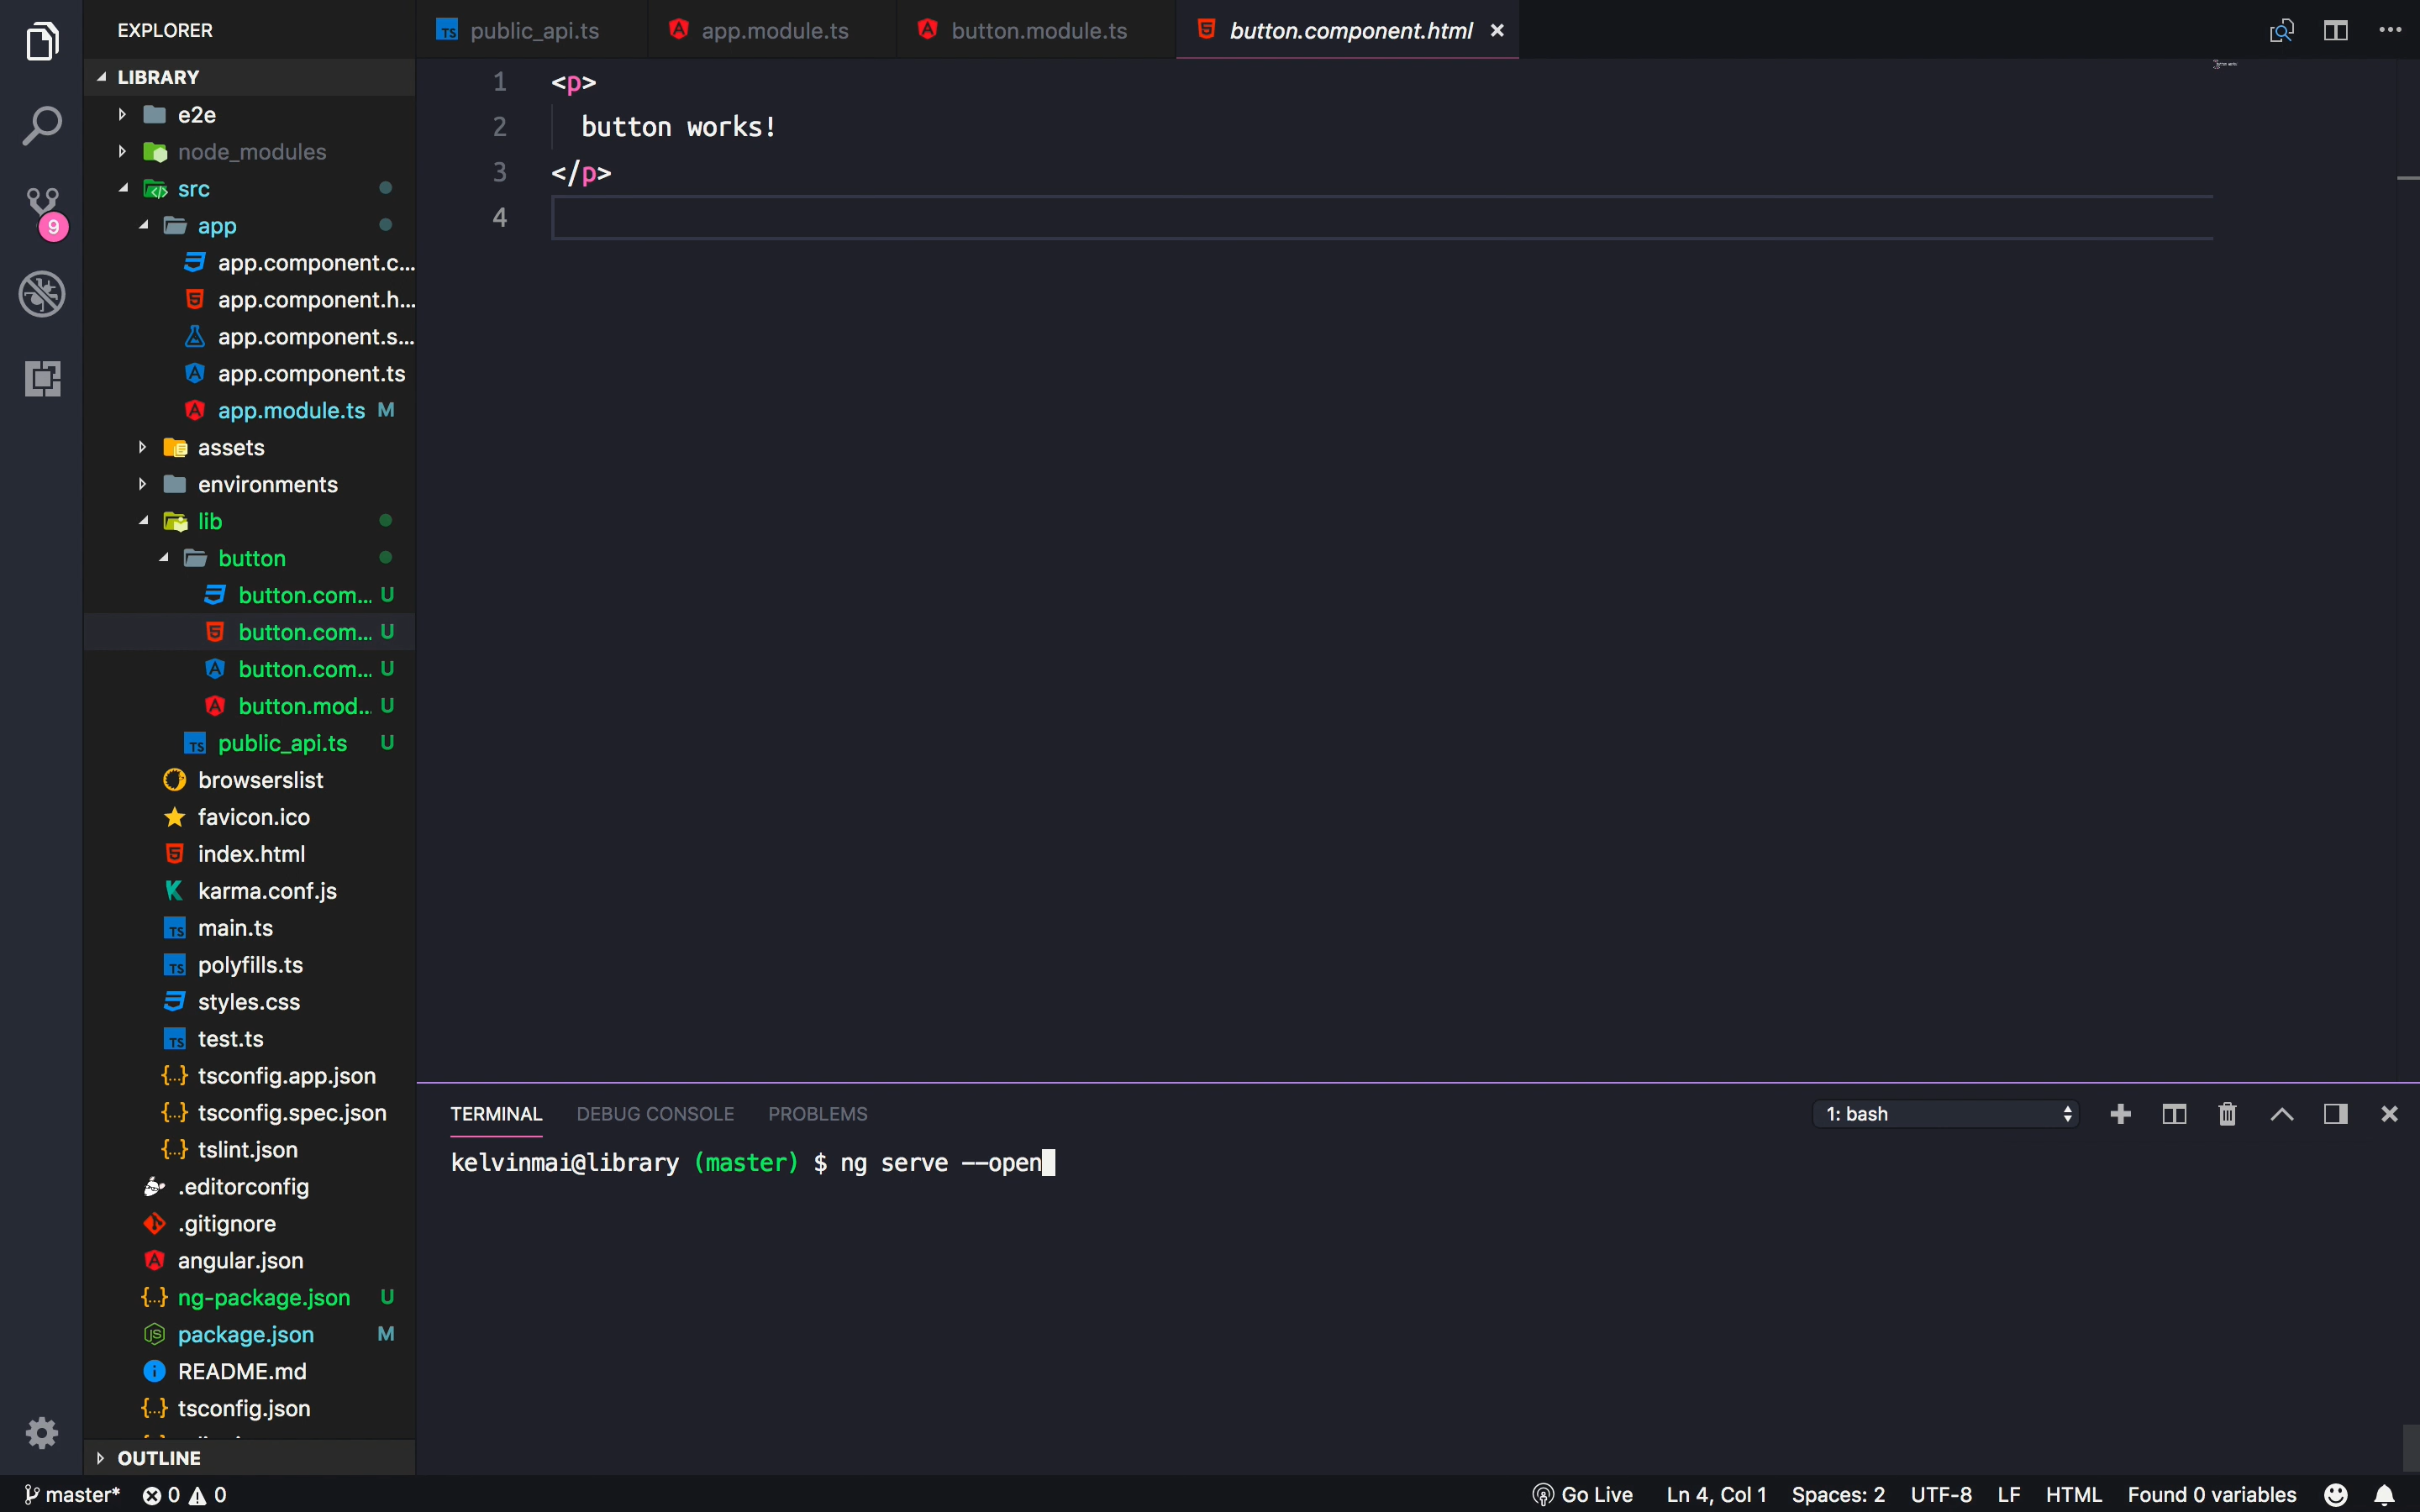 EXPLORER
LIBRARY
e2e
node_modules
src
app
app.component.c...
app.component.h...
app.component.s...
app.component.ts
app.module.ts M
assets
environments
lib
button
button.com... U
button.com... U
button.com... U
button.mod... U
public_api.ts U
browserslist
favicon.ico
index.html
karma.conf.js
main.ts
polyfills.ts
styles.css
test.ts
tsconfig.app.json
tsconfig.spec.json
tslint.json
.editorconfig
.gitignore
angular.json
ng-package.json U
package.json M
README.md
tsconfig.json
OUTLINE
9
public_api.ts app.module.ts button.module.ts button.component.html
1 <p>
2 button works!
3 </p>
4
TERMINAL DEBUG CONSOLE PROBLEMS 1: bash
kelvinmai@library (master) $ ng serve --open
master* 0 0 Go Live Ln 4, Col 1 Spaces: 2 UTF-8 LF HTML Found 0 variables